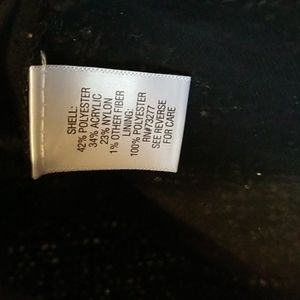 SHELL:
42% POLYESTER
34% ACRYLIC
23% NYLON
1% OTHER FIBER
LINING:
100% POLYESTER
RN#73277
SEE REVERSE
FOR CARE